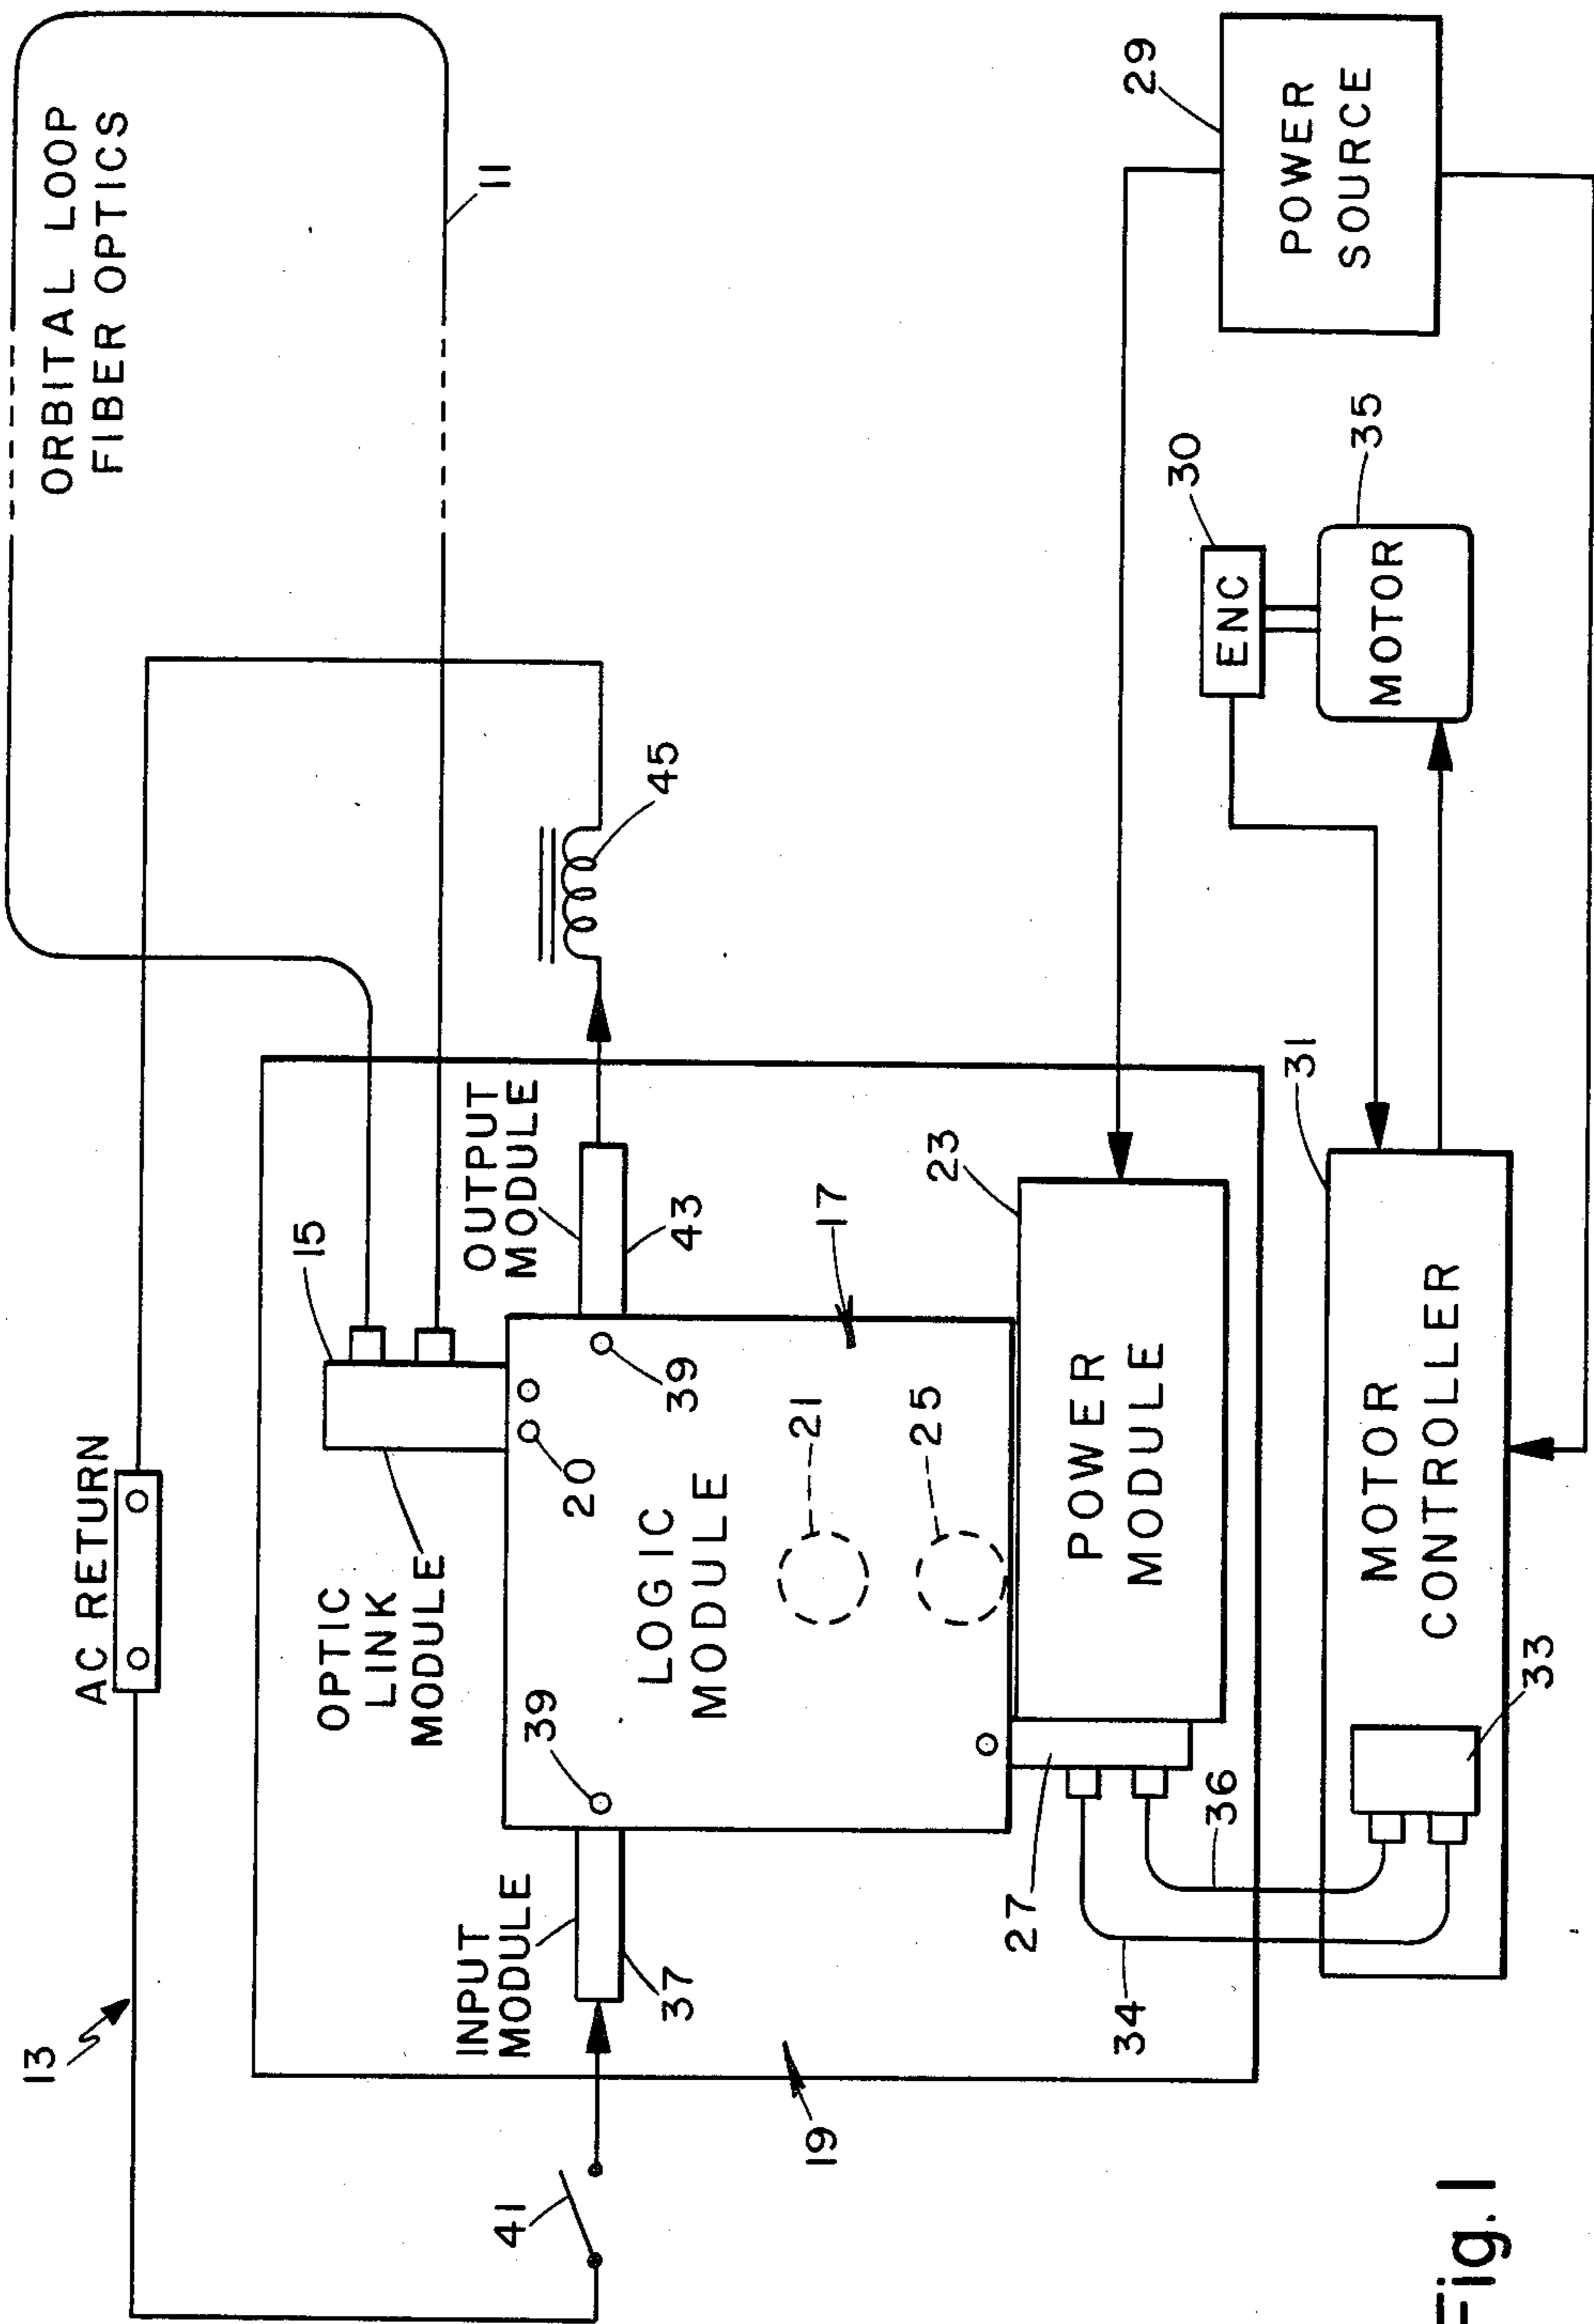 ORBITAL LOOP
FIBER OPTICS
11
13
AC RETURN
15
OPTIC
LINK
MODULE
OUTPUT
MODULE
43
45
20
39
39
INPUT
MODULE
37
41
LOGIC
MODULE
17
21
25
23
POWER
MODULE
27
19
34
36
29
POWER
SOURCE
30
ENC
35
MOTOR
31
MOTOR
CONTROLLER
33
Fig. 1